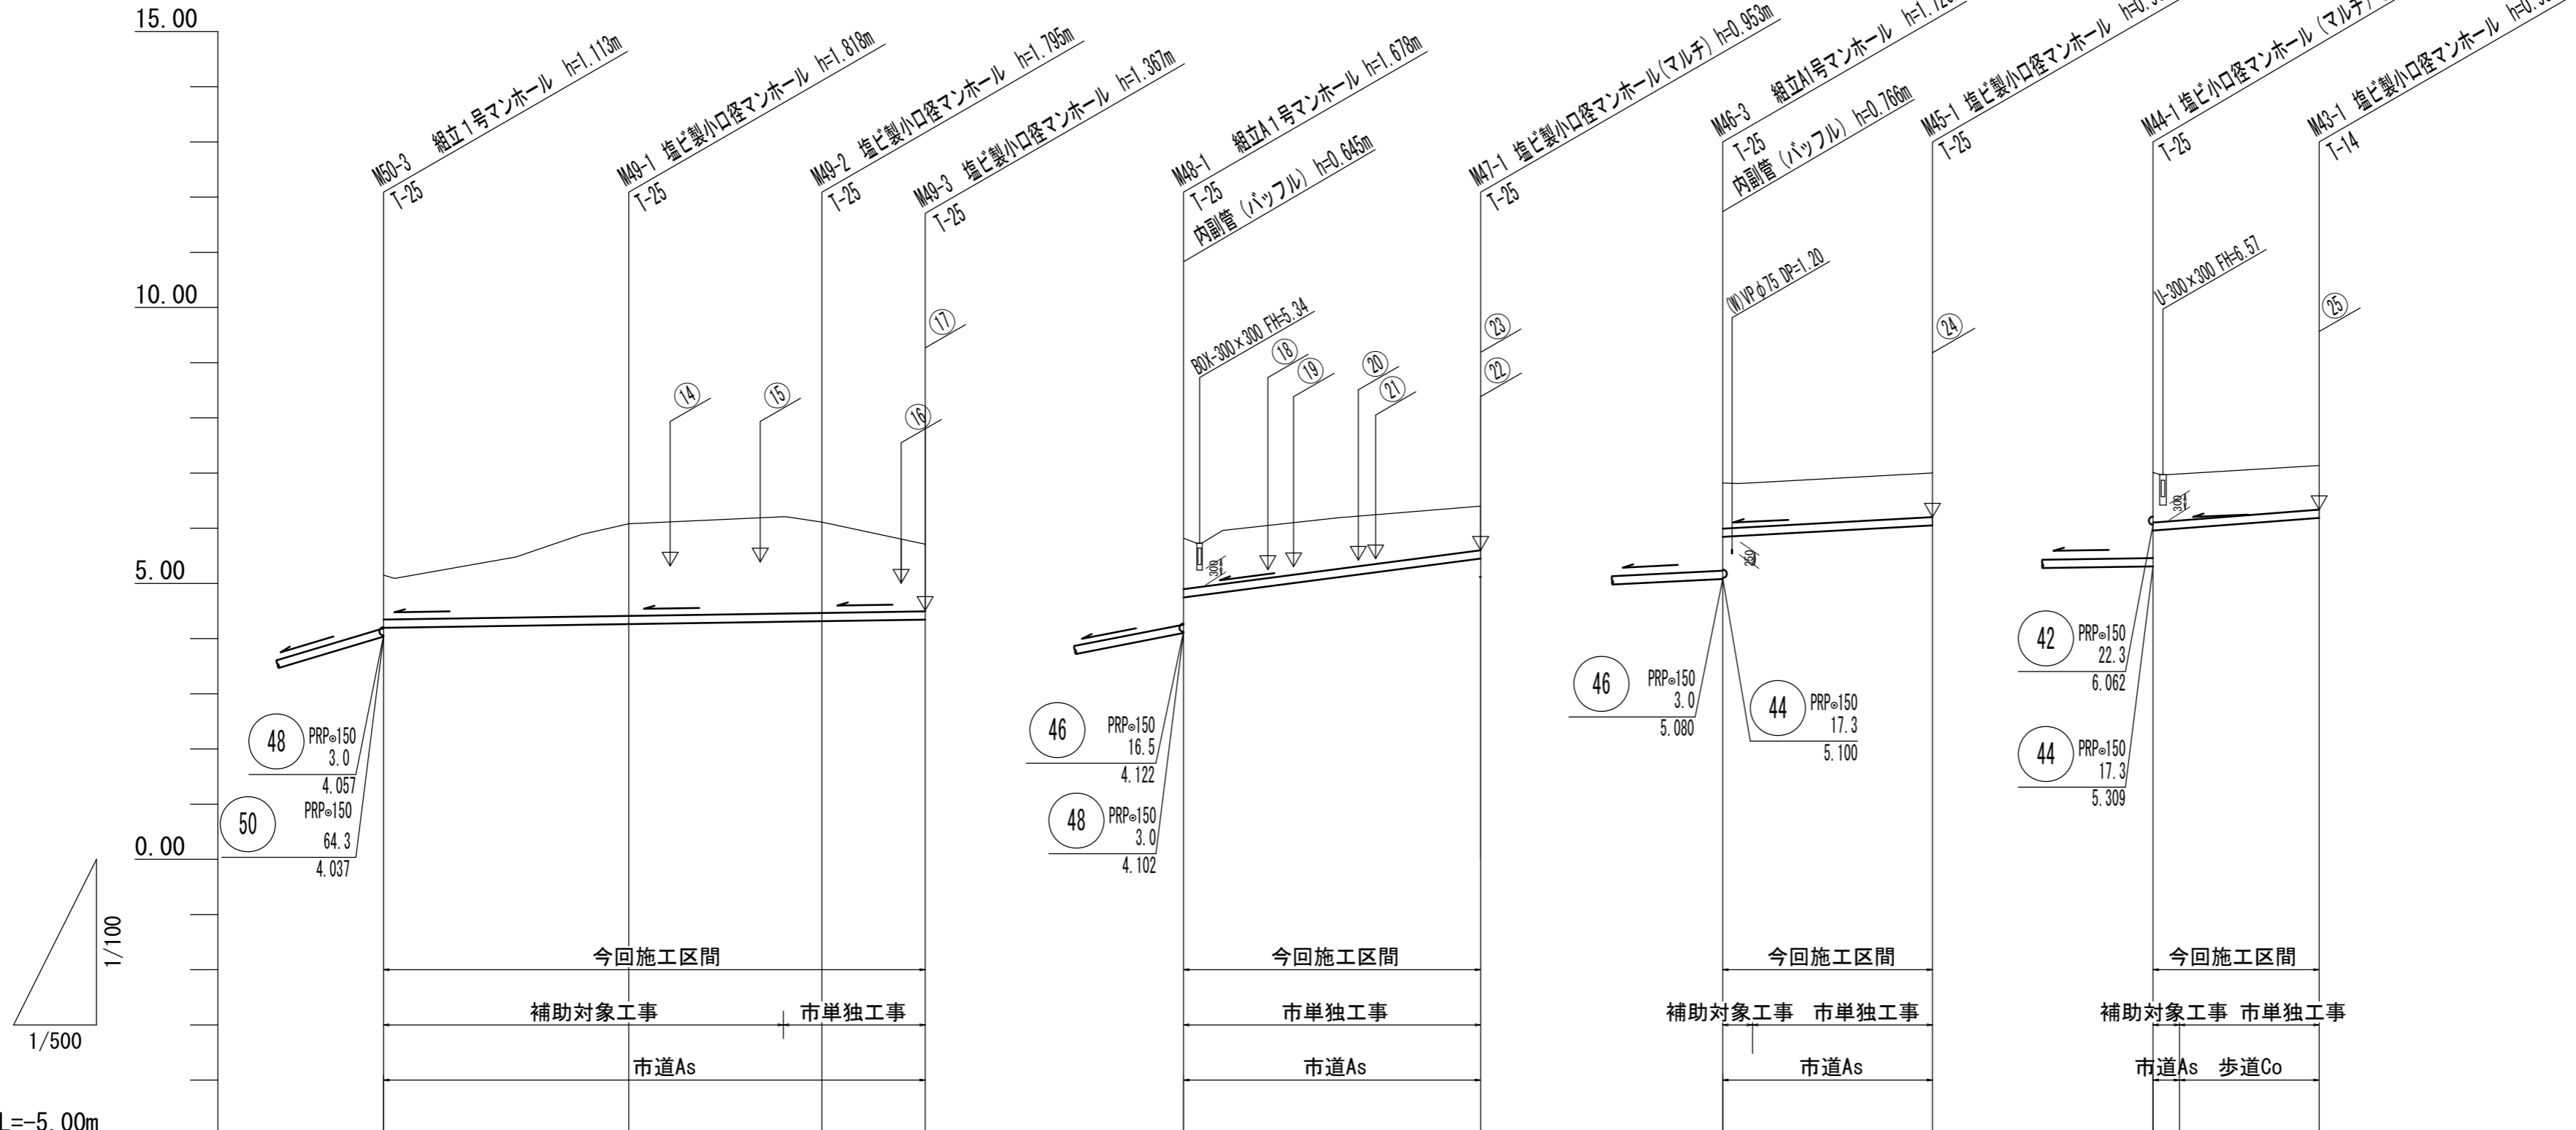 15.00
10.00
5.00
0.00
DL=-5.00m
1/100
1/500
M50-3 組立1号マンホール h=1.113m
T-25
M49-1 塩ビ製小口径マンホール h=1.818m
T-25
M49-2 塩ビ製小口径マンホール h=1.795m
T-25
M49-3 塩ビ製小口径マンホール h=1.367m
T-25
⑰
⑭
⑮
⑯
48 PRP⌾150
3.0
4.057
50 PRP⌾150
64.3
4.037
今回施工区間
補助対象工事 市単独工事
市道As
M48-1 組立A1号マンホール h=1.678m
T-25
内副管(バッフル) h=0.645m
M47-1 塩ビ製小口径マンホール(マルチ) h=0.953m
T-25
BOX-300×300 FH=5.34
⑱
⑲
⑳
㉑
㉓
㉒
300
46 PRP⌾150
16.5
4.122
48 PRP⌾150
3.0
4.102
今回施工区間
市単独工事
市道As
M46-3 組立A1号マンホール
T-25
内副管(バッフル) h=0.766m
M45-1 塩ビ製小口径マンホール
T-25
(W)VPφ75 DP=1.20
㉔
250
46 PRP⌾150
3.0
5.080
44 PRP⌾150
17.3
5.100
今回施工区間
補助対象工事 市単独工事
市道As
M44-1 塩ビ小口径マンホール(マルチ)
T-25
M43-1 塩ビ製小口径マンホール
T-14
U-300×300 FH=6.57
㉕
300
42 PRP⌾150
22.3
6.062
44 PRP⌾150
17.3
5.309
今回施工区間
補助対象工事 市単独工事
市道As 歩道Co